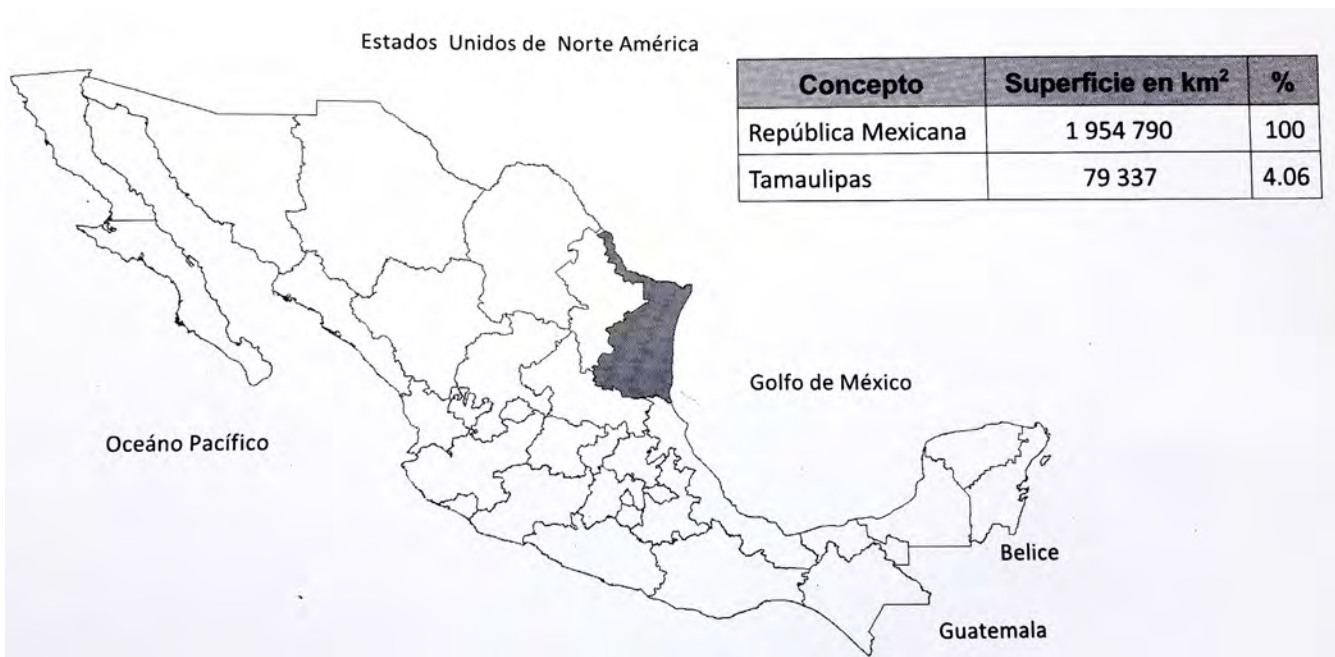 Estados Unidos de Norte América
Concepto Superficie en km² %
República Mexicana 1 954 790 100
Tamaulipas 79 337 4.06
Golfo de México
Oceáno Pacífico
Belice
Guatemala